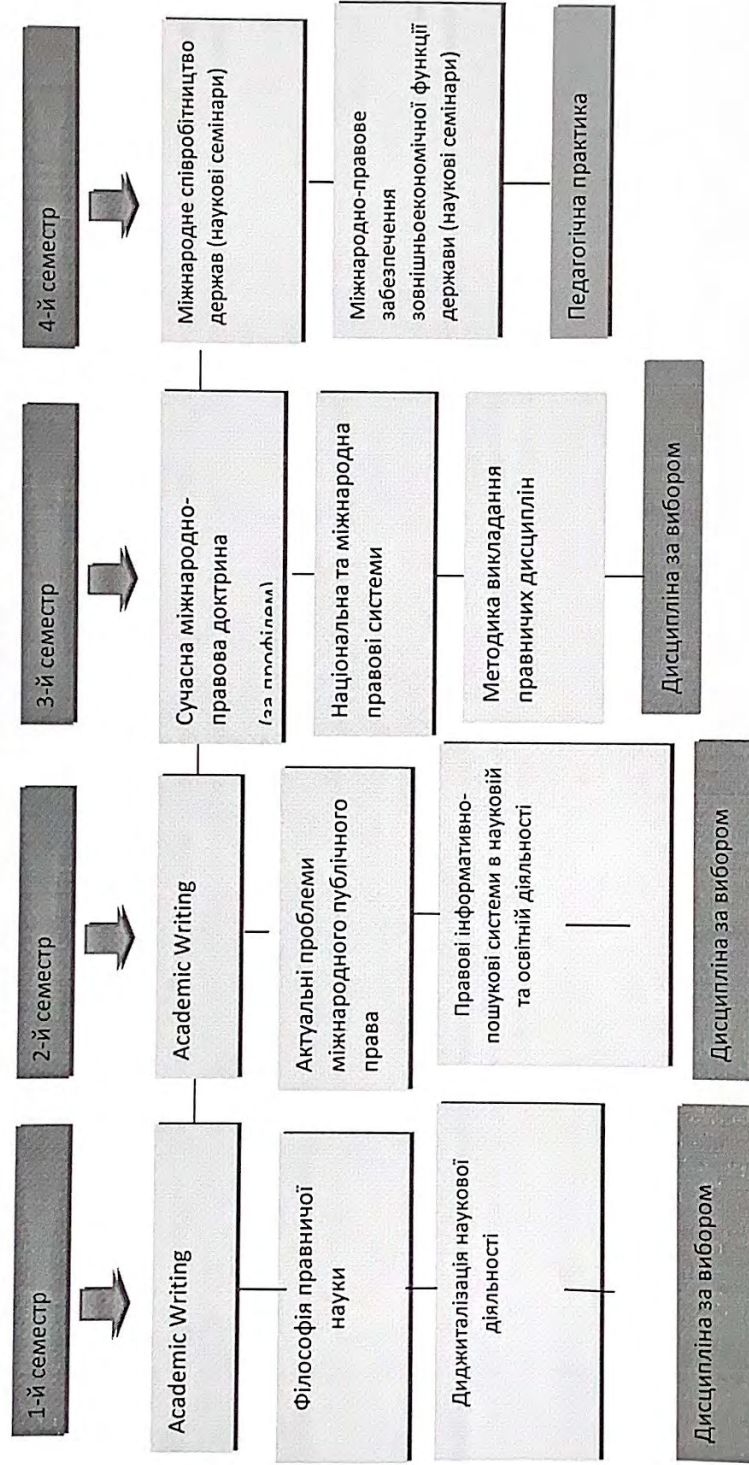 1-й семестр
Academic Writing
Філософія правничої
науки
Диджиталізація наукової
діяльності
Дисципліна за вибором
2-й семестр
Academic Writing
Актуальні проблеми
міжнародного публічного
права
Правові інформативно-
пошукові системи в науковій
та освітній діяльності
Дисципліна за вибором
3-й семестр
Сучасна міжнародно-
правова доктрина
(за профілем)
Національна та міжнародна
правові системи
Методика викладання
правничих дисциплін
Дисципліна за вибором
4-й семестр
Міжнародне співробітництво
держав (наукові семінари)
Міжнародно-правове
забезпечення
зовнішньоекономічної функції
держави (наукові семінари)
Педагогічна практика